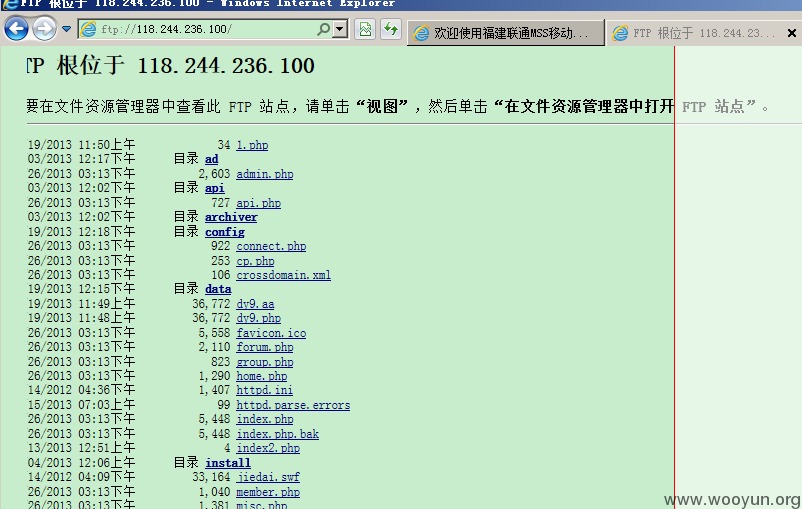 FTP 根位于 118.244.236.100 - Windows Internet Explorer
ftp://118.244.236.100/
欢迎使用福建联通MSS移动...
FTP 根位于 118.244.23...
TP 根位于 118.244.236.100
要在文件资源管理器中查看此 FTP 站点，请单击“视图”，然后单击“在文件资源管理器中打开 FTP 站点”。
19/2013 11:50上午 34 1.php
03/2013 12:17下午 目录 ad
26/2013 03:13下午 2,603 admin.php
03/2013 12:02下午 目录 api
26/2013 03:13下午 727 api.php
03/2013 12:02下午 目录 archiver
19/2013 12:18下午 目录 config
26/2013 03:13下午 922 connect.php
26/2013 03:13下午 253 cp.php
26/2013 03:13下午 106 crossdomain.xml
19/2013 12:15下午 目录 data
19/2013 11:49上午 36,772 dy9.aa
19/2013 11:48上午 36,772 dy9.php
26/2013 03:13下午 5,558 favicon.ico
26/2013 03:13下午 2,110 forum.php
26/2013 03:13下午 823 group.php
26/2013 03:13下午 1,290 home.php
14/2012 04:36下午 1,407 httpd.ini
15/2013 07:03上午 99 httpd.parse.errors
26/2013 03:13下午 5,448 index.php
26/2013 03:13下午 5,448 index.php.bak
13/2013 12:51上午 4 index2.php
04/2013 12:06上午 目录 install
14/2012 04:09下午 33,164 jiedai.swf
26/2013 03:13下午 1,040 member.php
26/2013 03:13下午 1,381 misc.php
www.wooyun.org